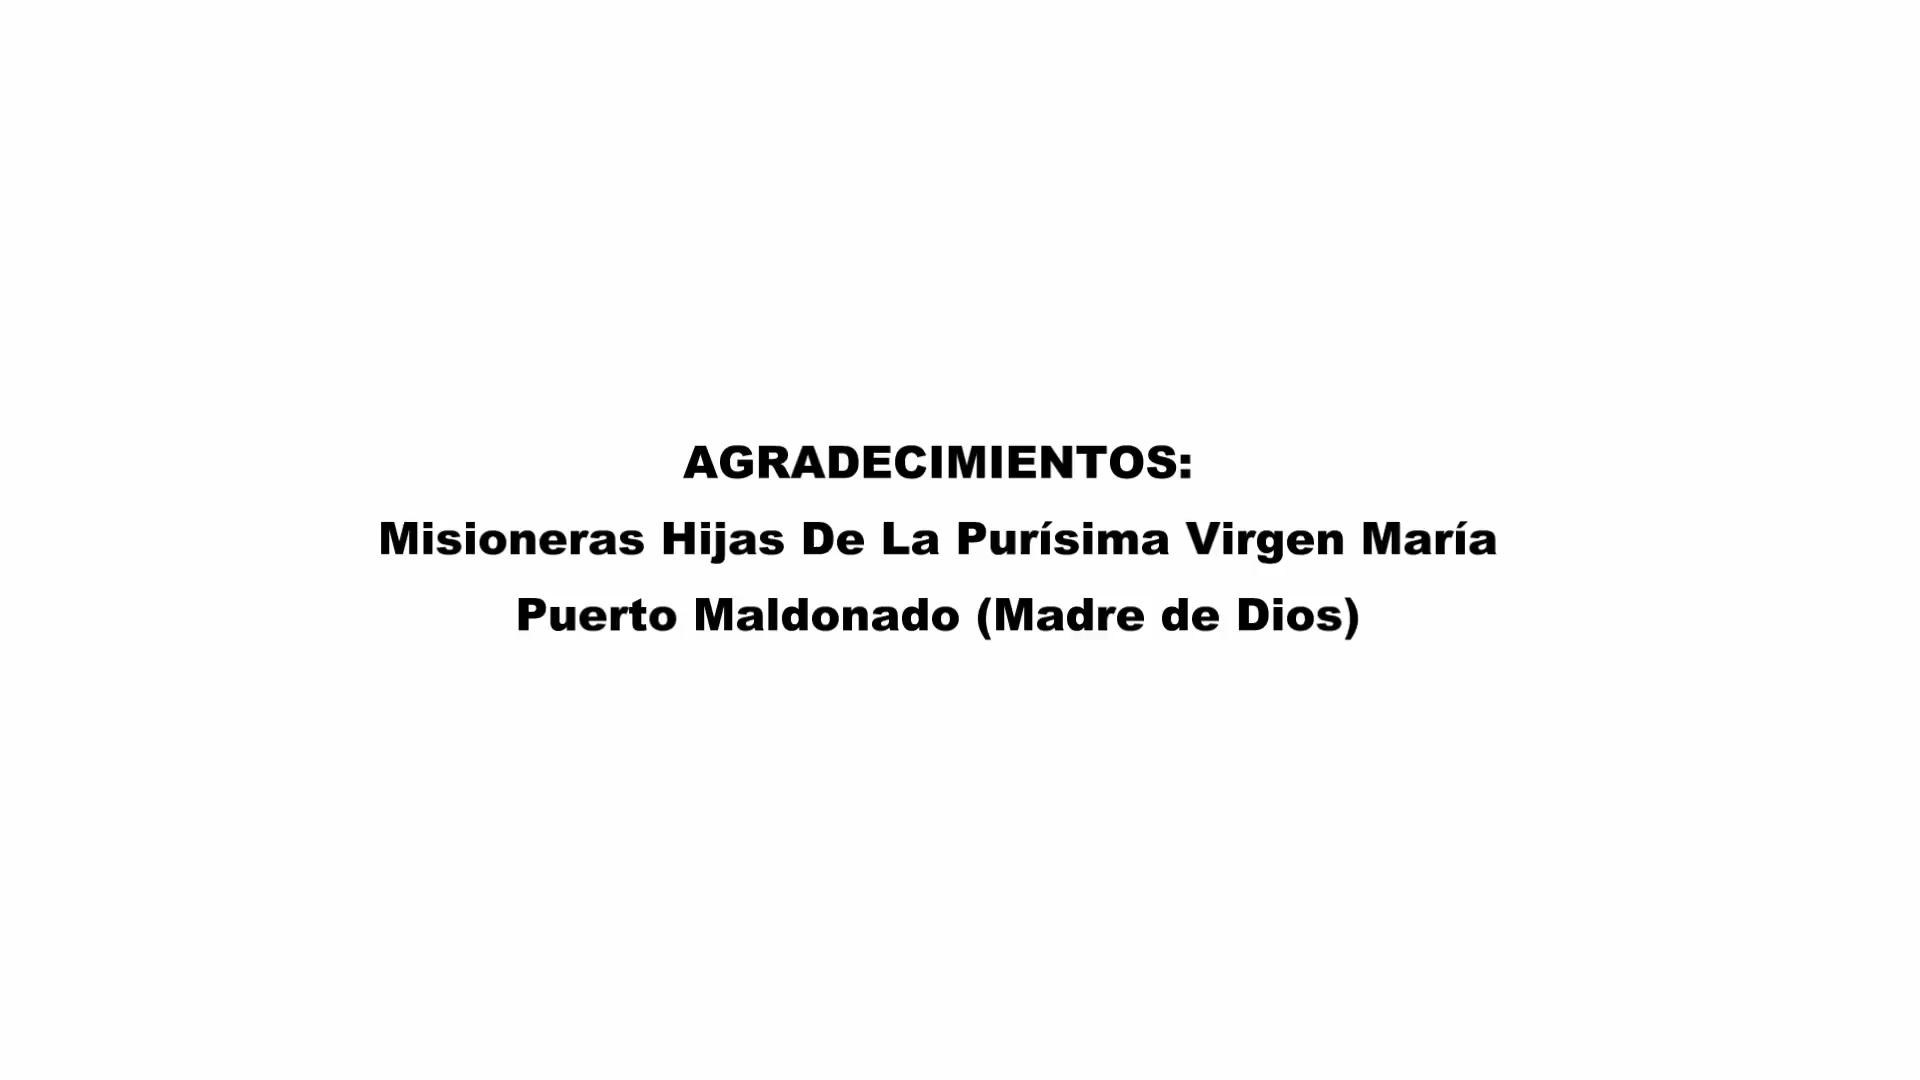 AGRADECIMIENTOS:
Misioneras Hijas De La Purísima Virgen María
Puerto Maldonado (Madre de Dios)